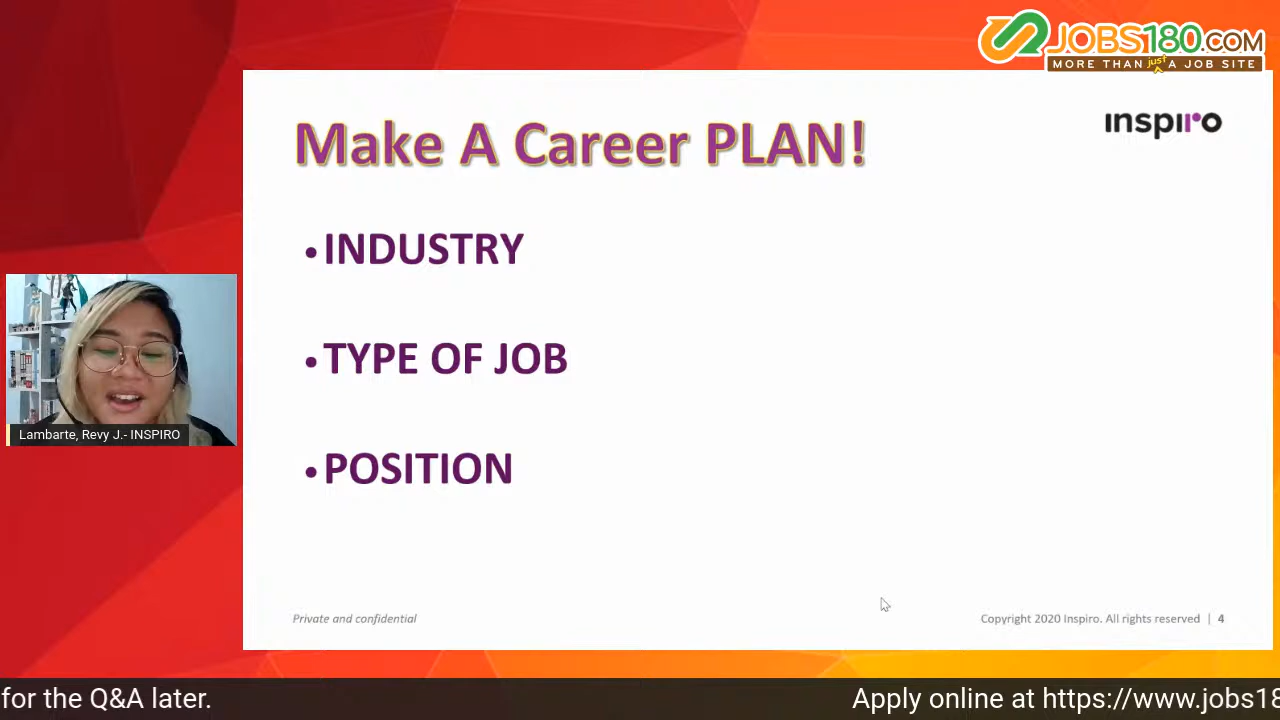 JOBS180.COM
MORE THAN just A JOB SITE
inspiro
Make A Career PLAN!
• INDUSTRY
• TYPE OF JOB
• POSITION
Lambarte, Revy J.- INSPIRO
Private and confidential
Copyright 2020 Inspiro. All rights reserved | 4
for the Q&A later.
Apply online at https://www.jobs18